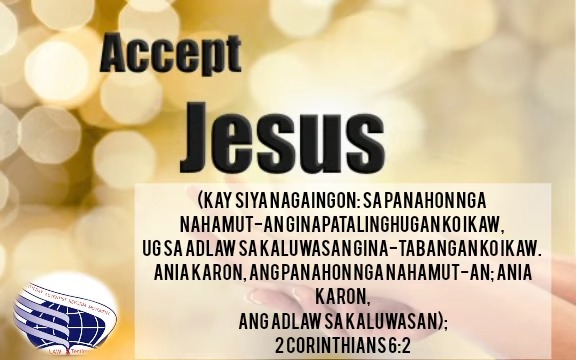 Accept
Jesus
(KAY SIYA NAGAINGON: SA PANAHON NGA
NAHAMUT-AN GINAPATALINGHUGAN KO IKAW,
UG SA ADLAW SA KALUWASAN GINA-TABANGAN KO IKAW.
ANIA KARON, ANG PANAHON NGA NAHAMUT-AN; ANIA
KARON,
ANG ADLAW SA KALUWASAN);
2 CORINTHIANS 6:2